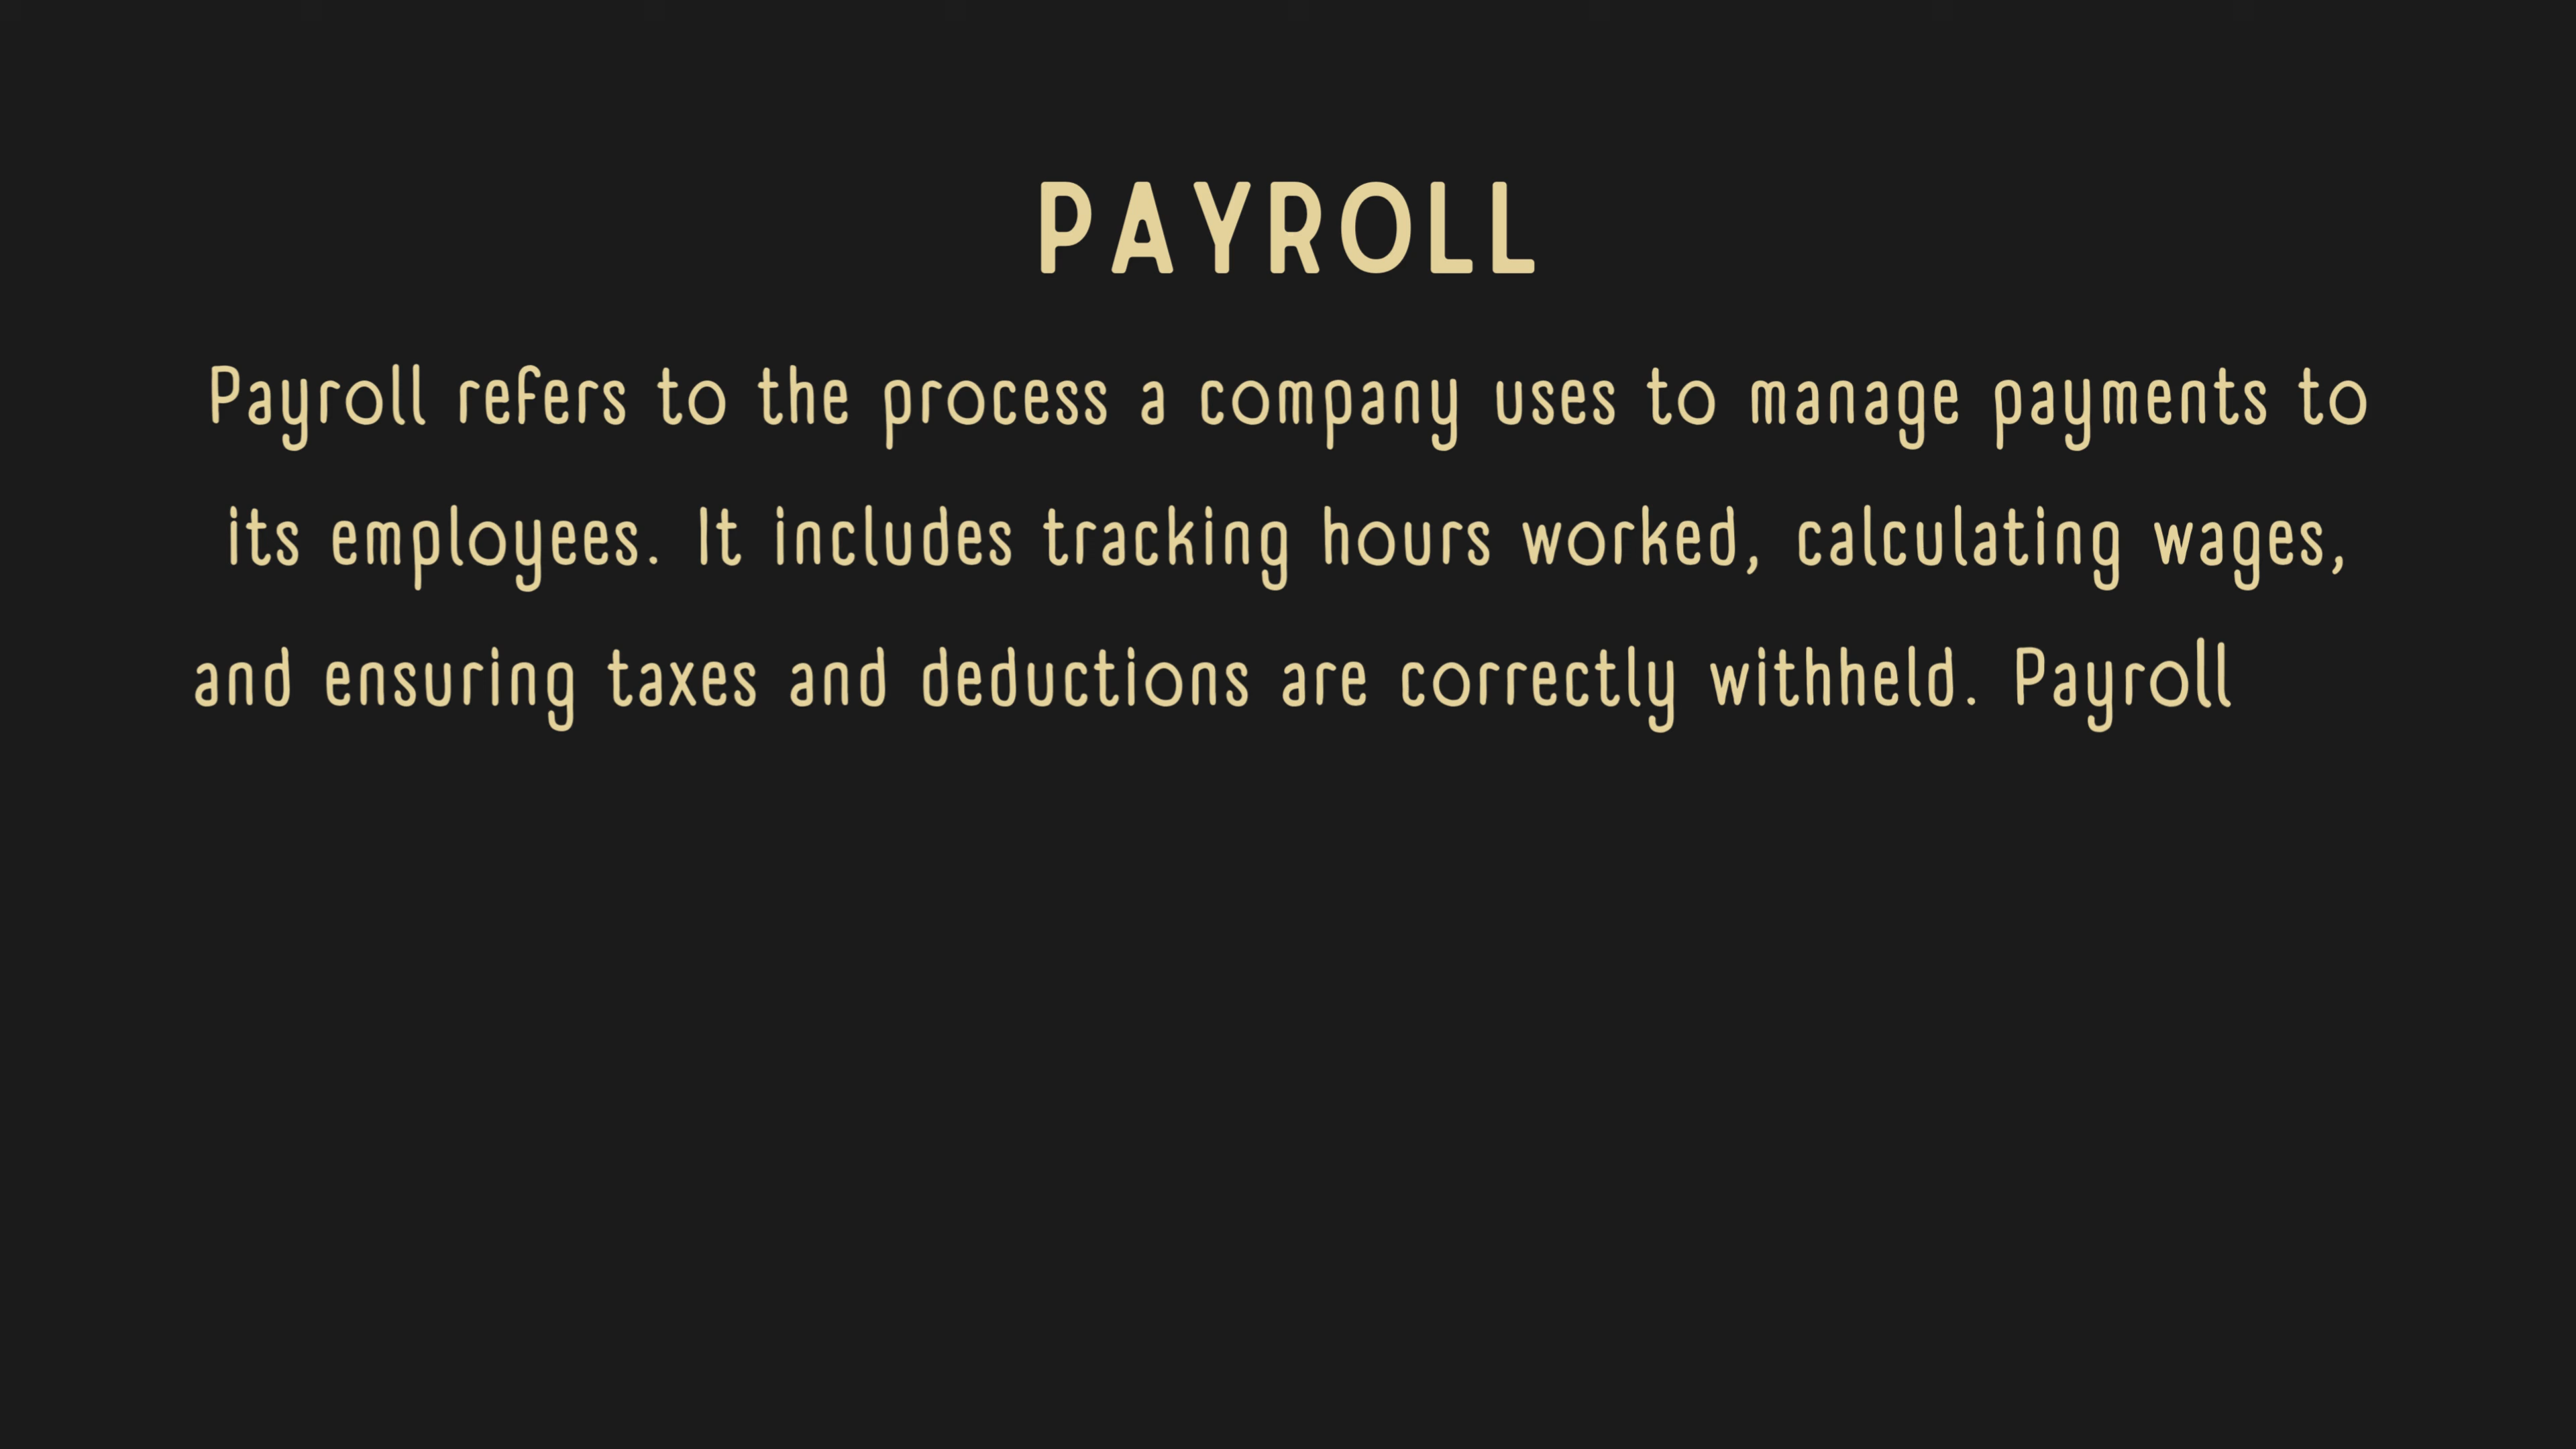 PAYROLL
Payroll refers to the process a company uses to manage payments to
its employees. It includes tracking hours worked, calculating wages,
and ensuring taxes and deductions are correctly withheld. Payroll